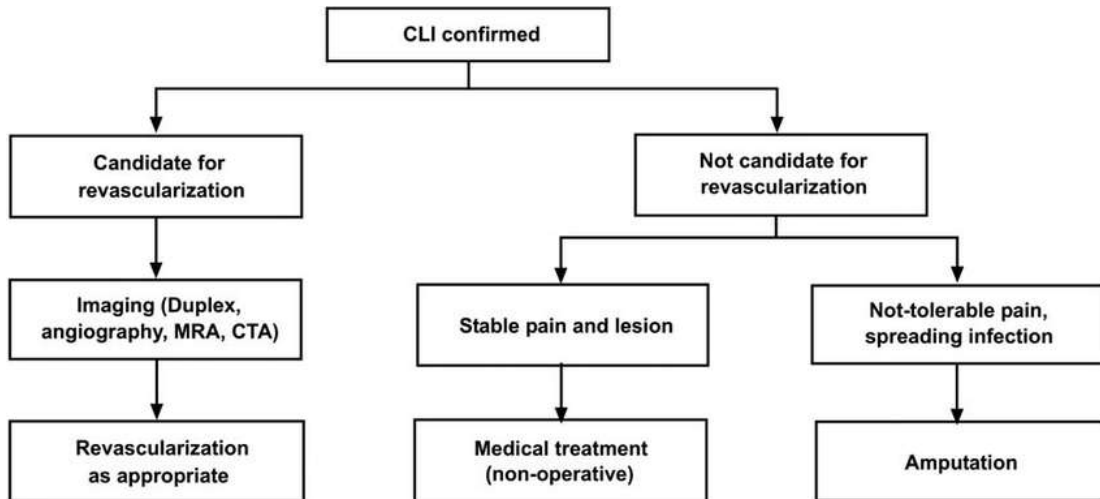 CLI confirmed
Candidate for
revascularization
Not candidate for
revascularization
Imaging (Duplex,
angiography, MRA, CTA)
Stable pain and lesion
Not-tolerable pain,
spreading infection
Revascularization
as appropriate
Medical treatment
(non-operative)
Amputation